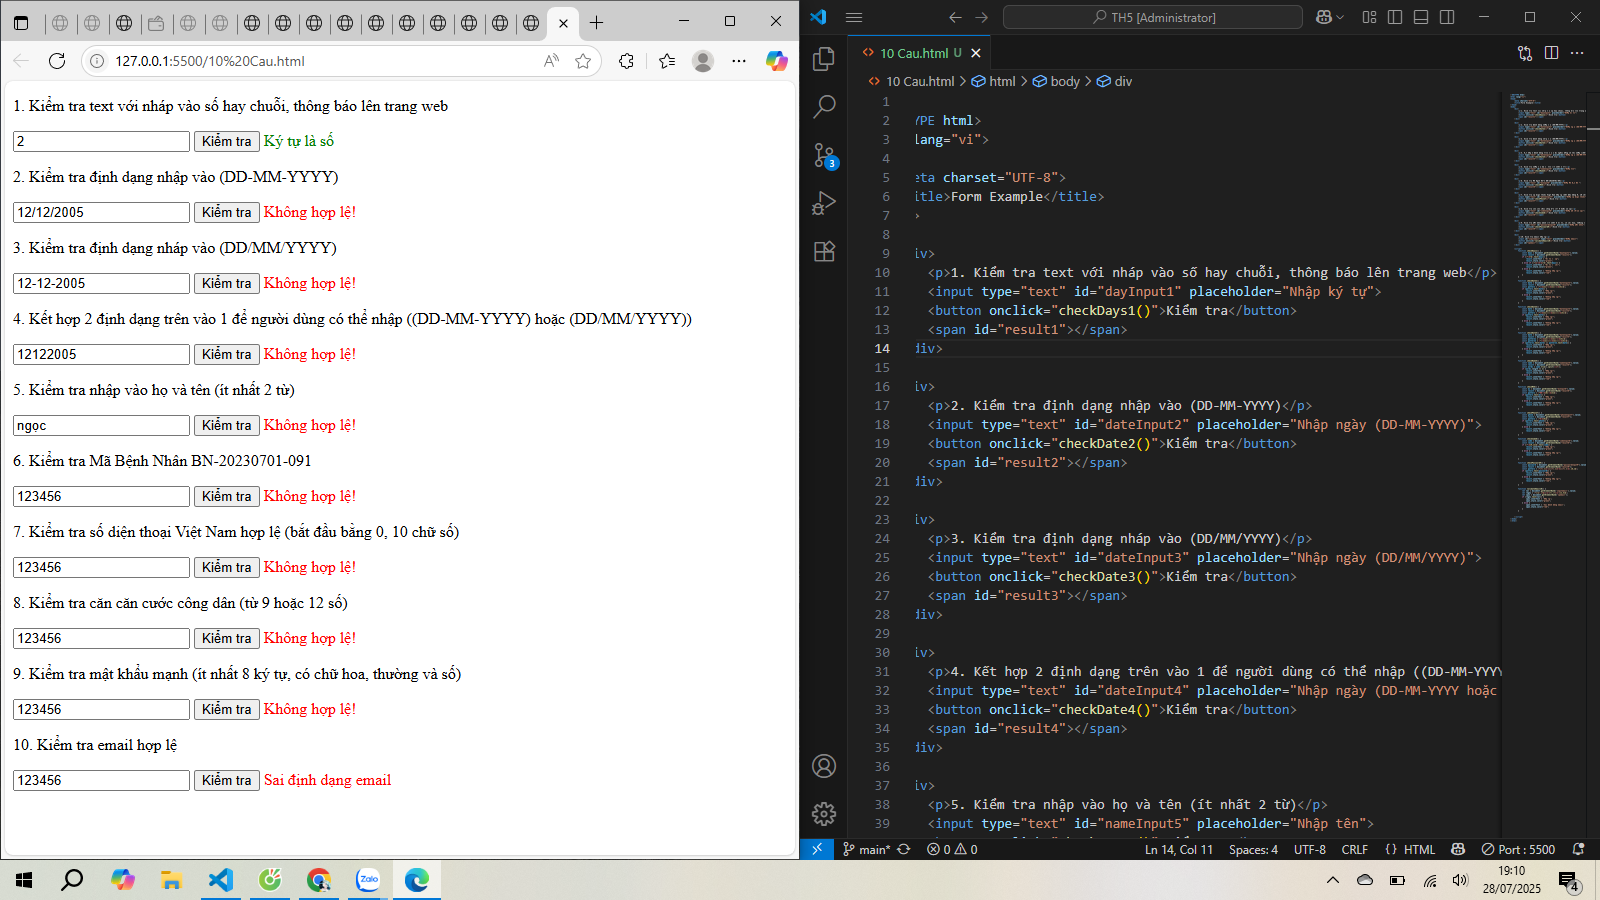 127.0.0.1:5500/10%20Cau.html
1. Kiểm tra text với nháp vào số hay chuỗi, thông báo lên trang web
2 Kiểm tra Ký tự là số
2. Kiểm tra định dạng nhập vào (DD-MM-YYYY)
12/12/2005 Kiểm tra Không hợp lệ!
3. Kiểm tra định dạng nháp vào (DD/MM/YYYY)
12-12-2005 Kiểm tra Không hợp lệ!
4. Kết hợp 2 định dạng trên vào 1 để người dùng có thể nhập ((DD-MM-YYYY) hoặc (DD/MM/YYYY))
12122005 Kiểm tra Không hợp lệ!
5. Kiểm tra nhập vào họ và tên (ít nhất 2 từ)
ngọc Kiểm tra Không hợp lệ!
6. Kiểm tra Mã Bệnh Nhân BN-20230701-091
123456 Kiểm tra Không hợp lệ!
7. Kiểm tra số diện thoại Việt Nam hợp lệ (bắt đầu bằng 0, 10 chữ số)
123456 Kiểm tra Không hợp lệ!
8. Kiểm tra căn căn cước công dân (từ 9 hoặc 12 số)
123456 Kiểm tra Không hợp lệ!
9. Kiểm tra mật khẩu mạnh (ít nhất 8 ký tự, có chữ hoa, thường và số)
123456 Kiểm tra Không hợp lệ!
10. Kiểm tra email hợp lệ
123456 Kiểm tra Sai định dạng email
TH5 [Administrator]
10 Cau.html U
10 Cau.html > html > body > div
1
2 YPE html>
3 lang="vi">
4
5 eta charset="UTF-8">
6 itle>Form Example</title>
7 >
8
9 iv>
10 <p>1. Kiểm tra text với nháp vào số hay chuỗi, thông báo lên trang web</p>
11 <input type="text" id="dayInput1" placeholder="Nhập ký tự">
12 <button onclick="checkDays1()">Kiểm tra</button>
13 <span id="result1"></span>
14 div>
15
16 iv>
17 <p>2. Kiểm tra định dạng nhập vào (DD-MM-YYYY)</p>
18 <input type="text" id="dateInput2" placeholder="Nhập ngày (DD-MM-YYYY)">
19 <button onclick="checkDate2()">Kiểm tra</button>
20 <span id="result2"></span>
21 div>
22
23 iv>
24 <p>3. Kiểm tra định dạng nháp vào (DD/MM/YYYY)</p>
25 <input type="text" id="dateInput3" placeholder="Nhập ngày (DD/MM/YYYY)">
26 <button onclick="checkDate3()">Kiểm tra</button>
27 <span id="result3"></span>
28 div>
29
30 iv>
31 <p>4. Kết hợp 2 định dạng trên vào 1 để người dùng có thể nhập ((DD-MM-YYY
32 <input type="text" id="dateInput4" placeholder="Nhập ngày (DD-MM-YYYY hoặc
33 <button onclick="checkDate4()">Kiểm tra</button>
34 <span id="result4"></span>
35 div>
36
37 iv>
38 <p>5. Kiểm tra nhập vào họ và tên (ít nhất 2 từ)</p>
39 <input type="text" id="nameInput5" placeholder="Nhập tên">
3
main* 0 0 Ln 14, Col 11 Spaces: 4 UTF-8 CRLF {} HTML Port : 5500
Zalo
19:10
28/07/2025
4